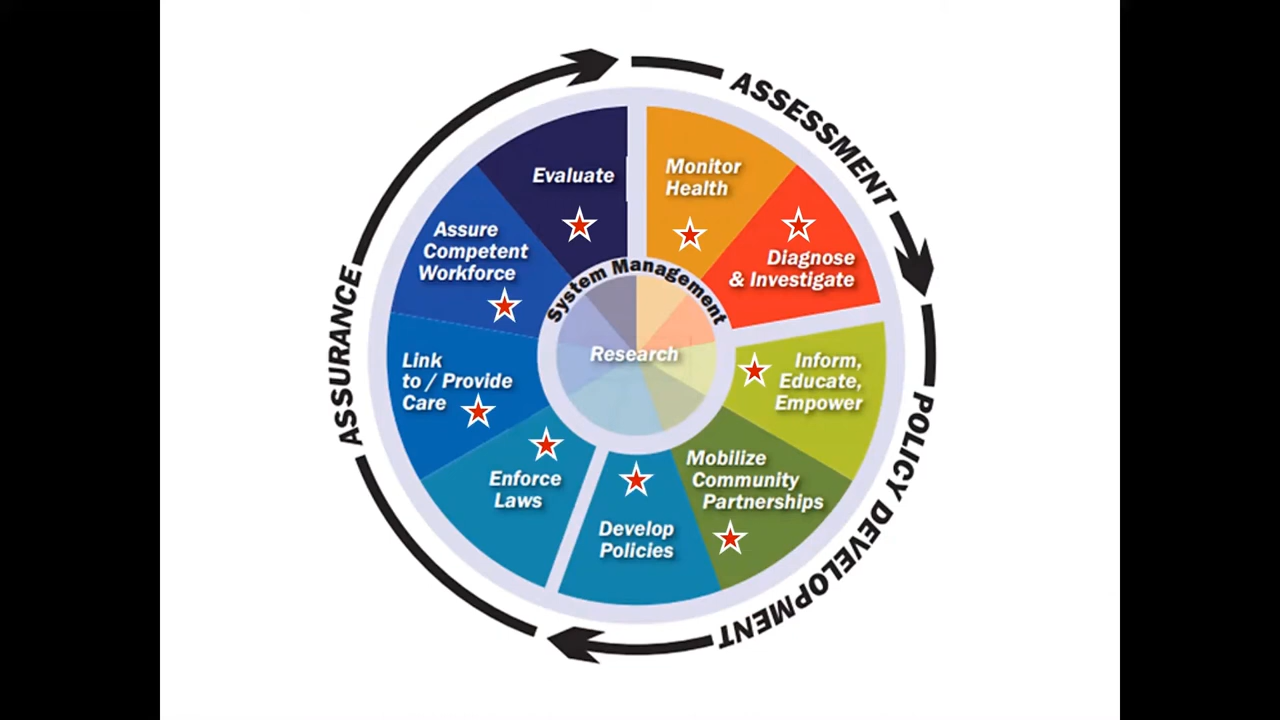 ASSESSMENT
Monitor
Health
Diagnose
& Investigate
POLICY DEVELOPMENT
Inform,
Educate,
Empower
Mobilize
Community
Partnerships
Develop
Policies
ASSURANCE
Enforce
Laws
Link
to / Provide
Care
Assure
Competent
Workforce
Evaluate
System Management
Research